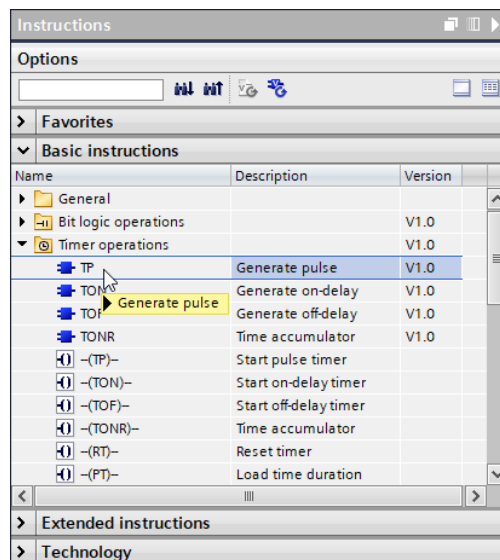 Instructions
Options
Favorites
Basic instructions
Name Description Version
General
Bit logic operations V1.0
Timer operations V1.0
TP Generate pulse V1.0
TON Generate on-delay V1.0
Generate pulse
TOF Generate off-delay V1.0
TONR Time accumulator V1.0
–(TP)– Start pulse timer
–(TON)– Start on-delay timer
–(TOF)– Start off-delay timer
–(TONR)– Time accumulator
–(RT)– Reset timer
–(PT)– Load time duration
Extended instructions
Technology